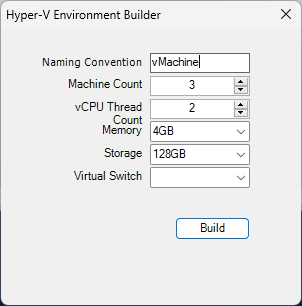 Hyper-V Environment Builder
Naming Convention vMachine
Machine Count 3
vCPU Thread Count 2
Memory 4GB
Storage 128GB
Virtual Switch
Build